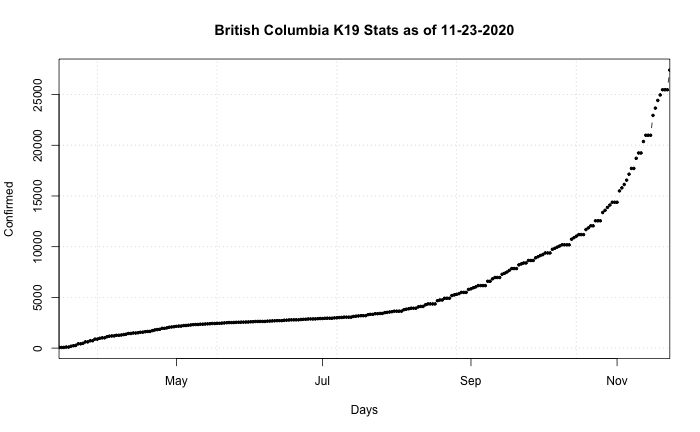 British Columbia K19 Stats as of 11-23-2020
Confirmed
25000
20000
15000
10000
5000
0
May Jul Sep Nov
Days